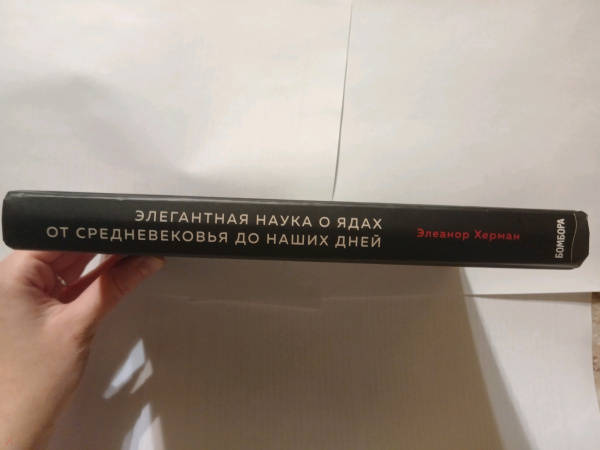 ЭЛЕГАНТНАЯ НАУКА О ЯДАХ
ОТ СРЕДНЕВЕКОВЬЯ ДО НАШИХ ДНЕЙ
Элеанор Херман
БОМБОРА